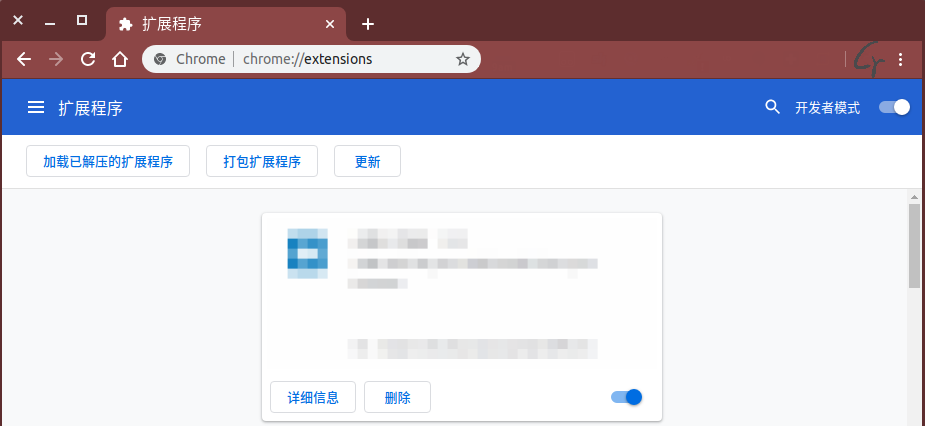 扩展程序
Chrome
chrome://extensions
扩展程序
开发者模式
加载已解压的扩展程序
打包扩展程序
更新
详细信息
删除